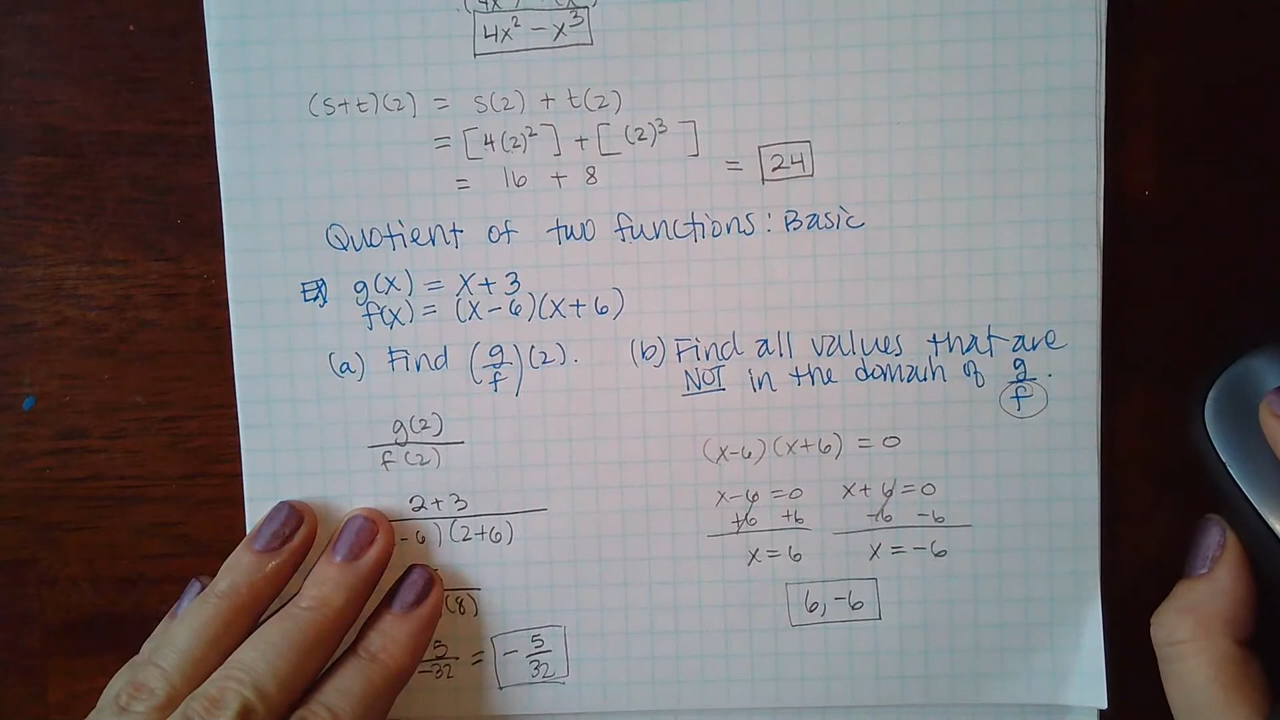 4x² - x³
(s+t)(2) = s(2) + t(2)
= [4(2)²] + [(2)³]
= 16 + 8 = 24
Quotient of two functions: Basic
Ex g(x) = x+3
f(x) = (x-6)(x+6)
(a) Find (g/f)(2).
(b) Find all values that are
NOT in the domain of g/f.
g(2)
f(2)
2+3
-6)(2+6)
(8)
5/-32 = -5/32
(x-6)(x+6) = 0
x-6=0 x+6=0
+6 +6 -6 -6
x=6 x=-6
6,-6